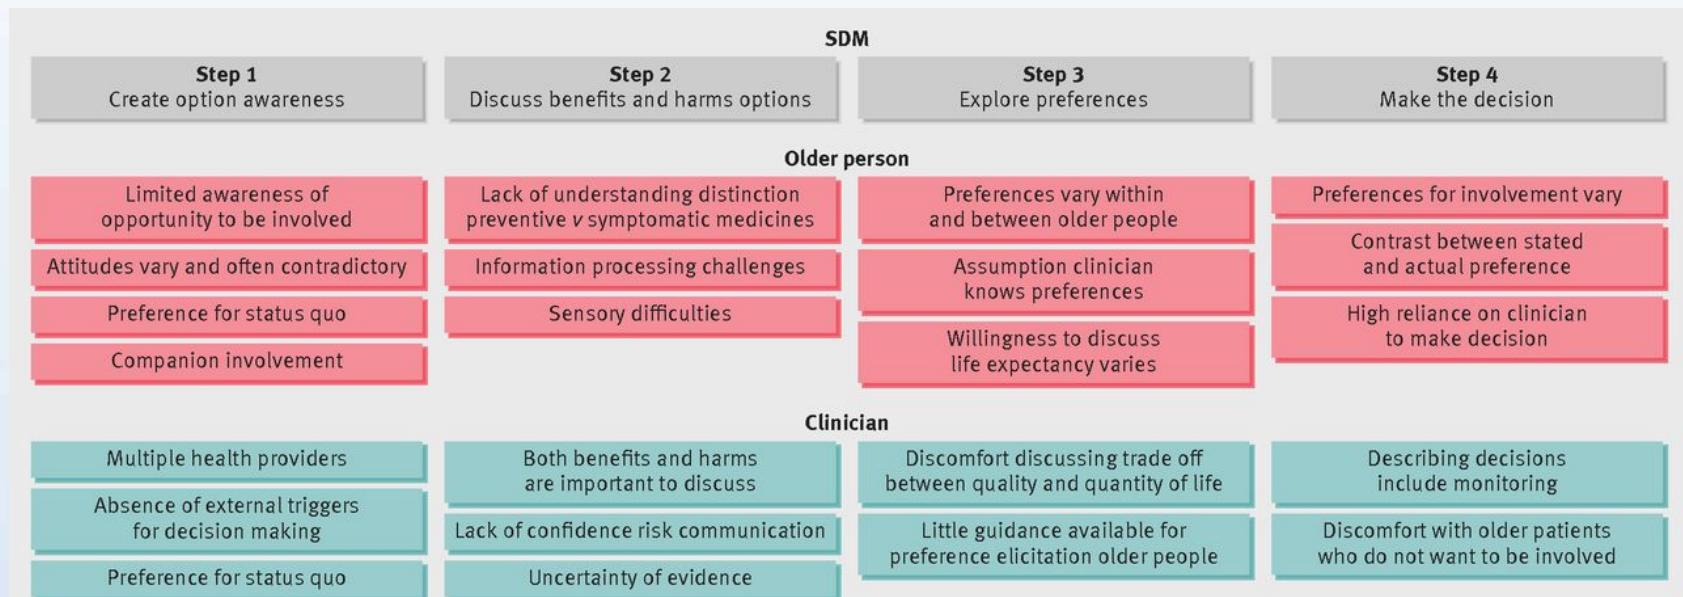 SDM
Step 1
Create option awareness
Step 2
Discuss benefits and harms options
Step 3
Explore preferences
Step 4
Make the decision
Older person
Limited awareness of
opportunity to be involved
Attitudes vary and often contradictory
Preference for status quo
Companion involvement
Lack of understanding distinction
preventive v symptomatic medicines
Information processing challenges
Sensory difficulties
Preferences vary within
and between older people
Assumption clinician
knows preferences
Willingness to discuss
life expectancy varies
Preferences for involvement vary
Contrast between stated
and actual preference
High reliance on clinician
to make decision
Clinician
Multiple health providers
Absence of external triggers
for decision making
Preference for status quo
Both benefits and harms
are important to discuss
Lack of confidence risk communication
Uncertainty of evidence
Discomfort discussing trade off
between quality and quantity of life
Little guidance available for
preference elicitation older people
Describing decisions
include monitoring
Discomfort with older patients
who do not want to be involved